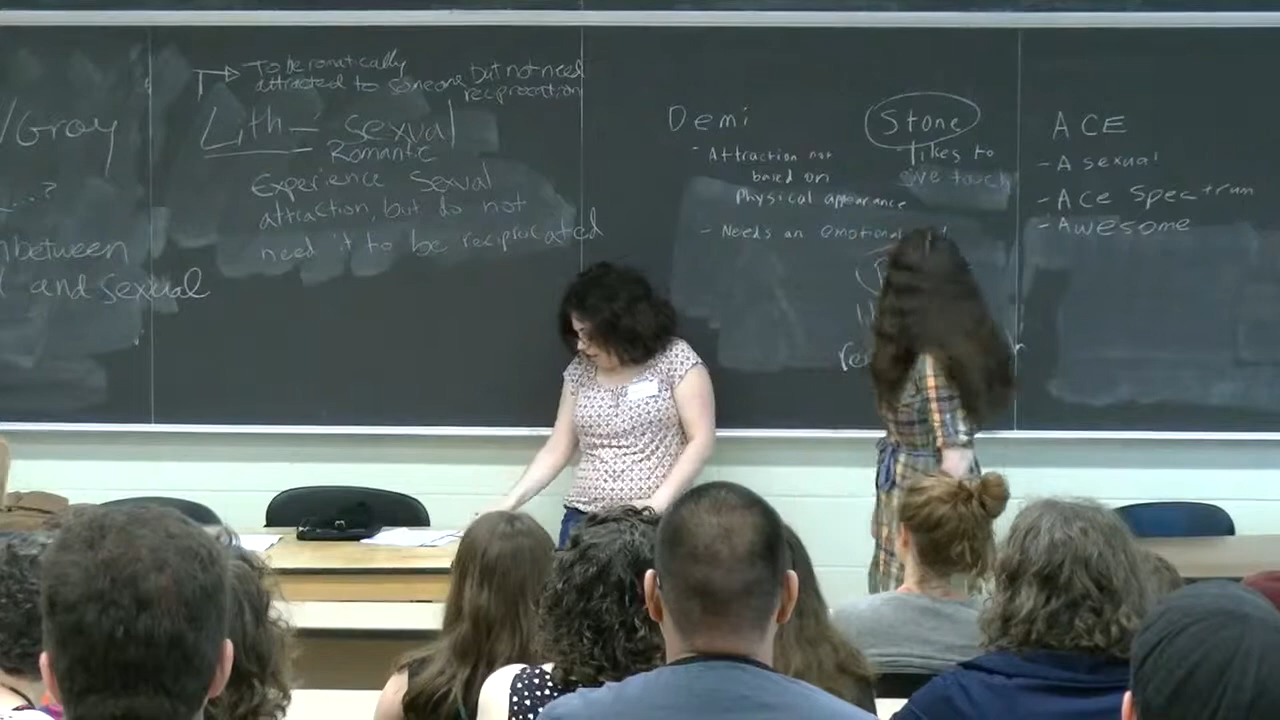 /Gray
...?
between
and sexual
To be romantically
attracted to someone but not need
reciprocation
Lith - sexual
Romantic
Experience sexual
attraction, but do not
need it to be reciprocated
Demi
- Attraction not
based on
Physical appearance
- Needs an emotional
Stone
- likes to
give touch
ACE
- Asexual
- Ace Spectrum
- Awesome